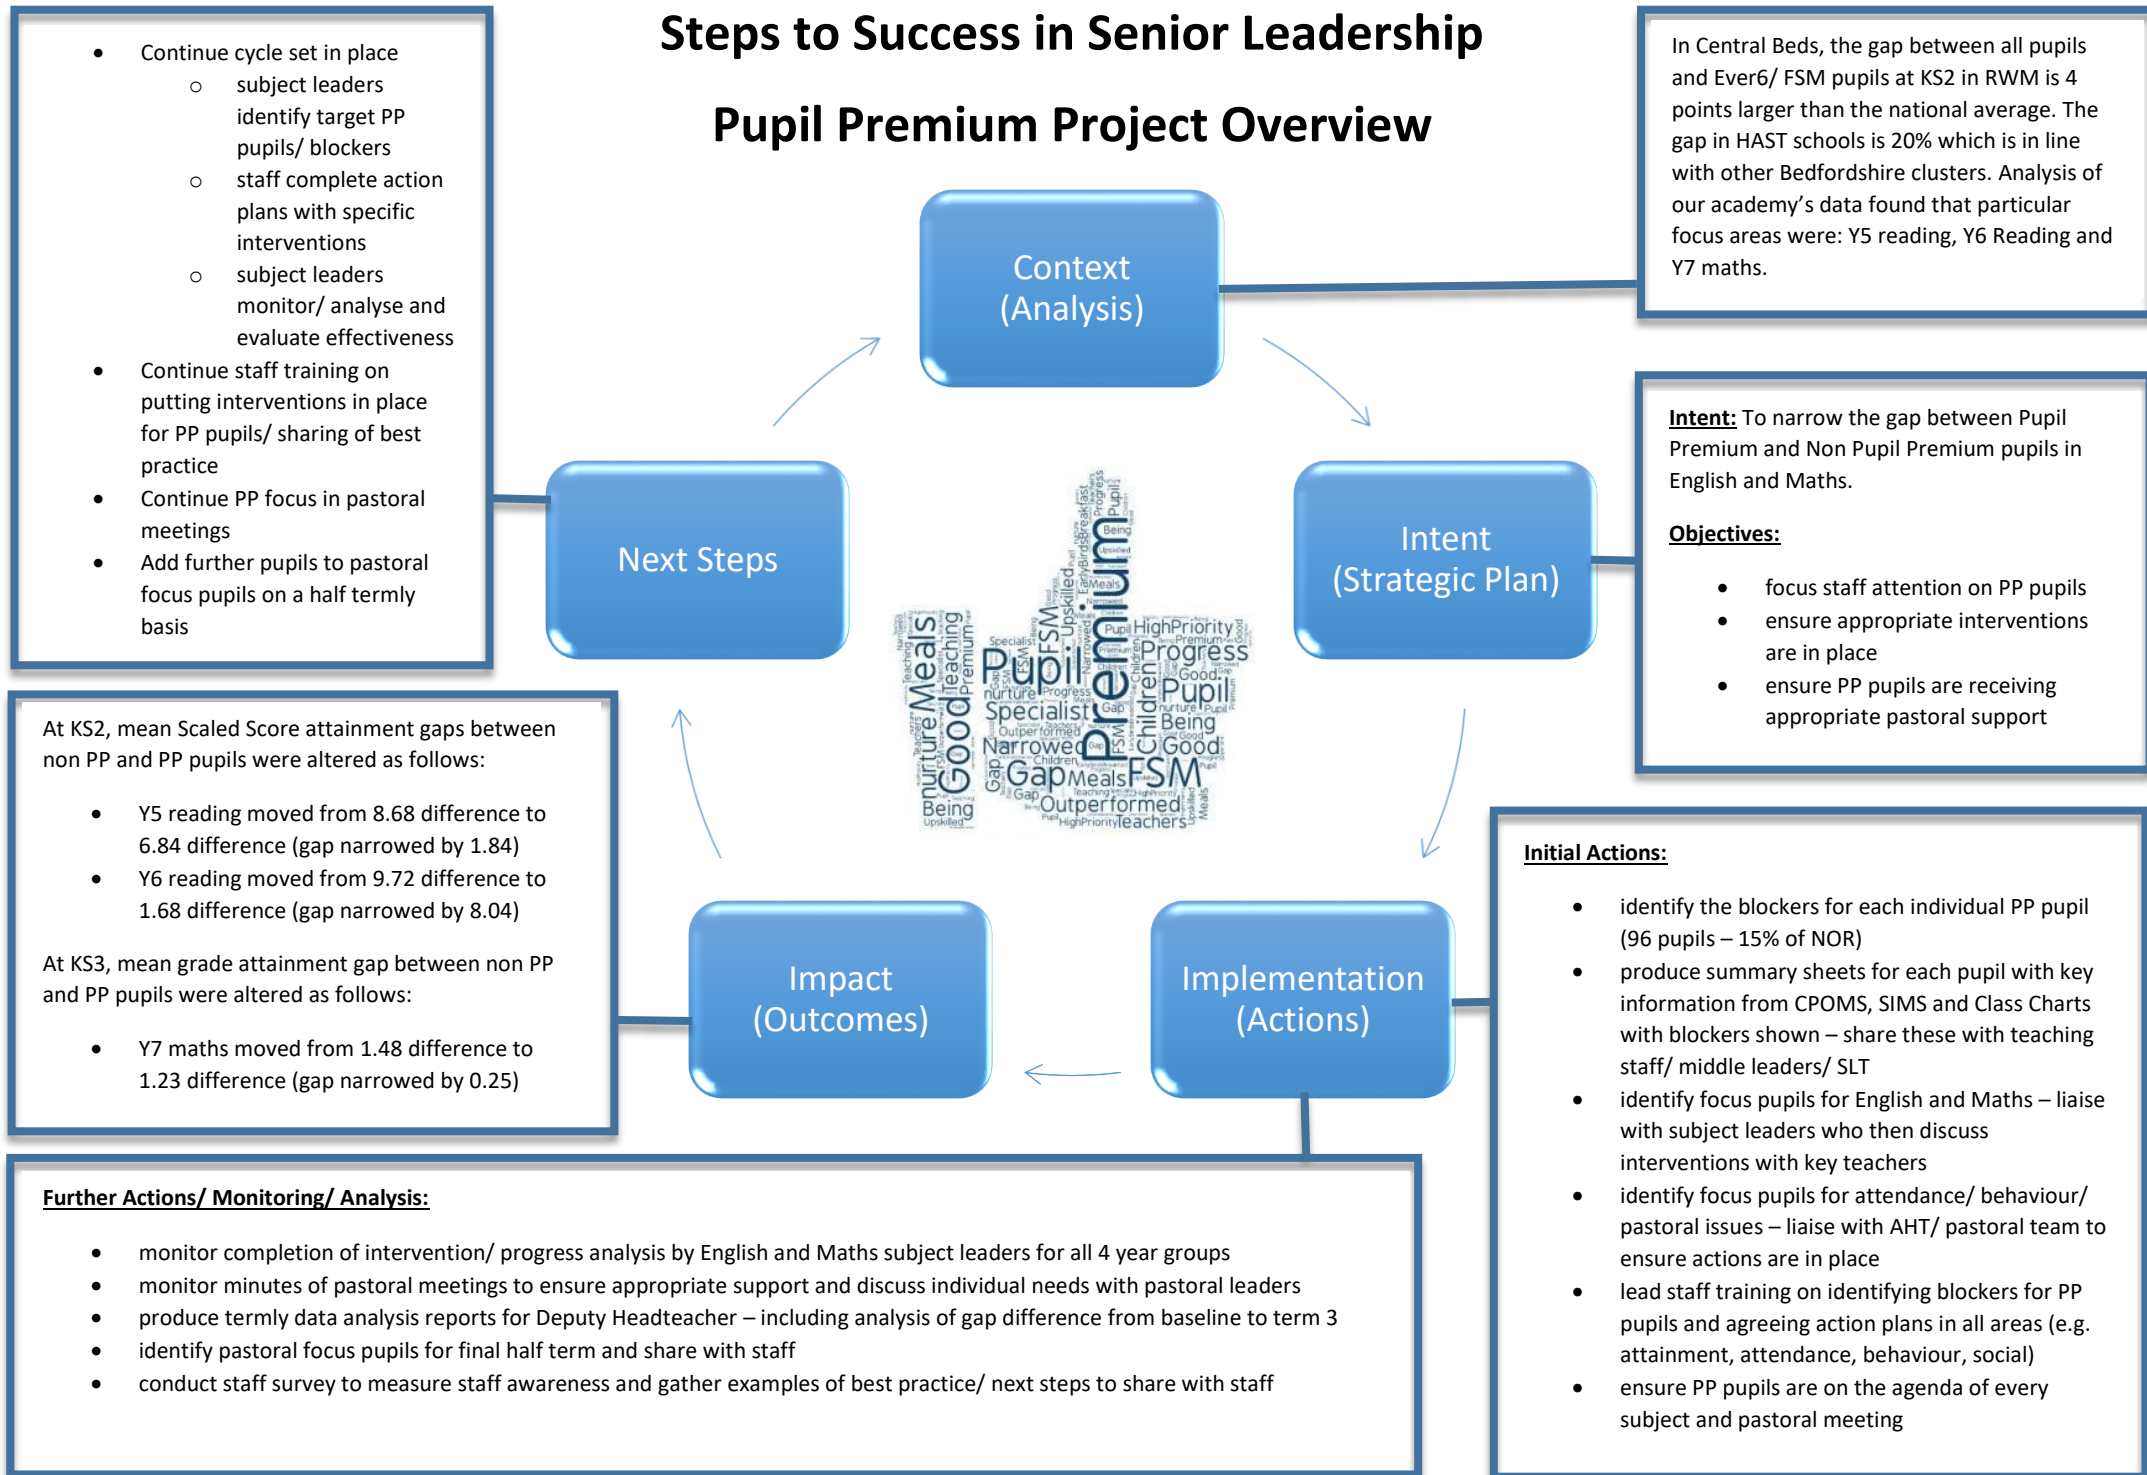 Steps to Success in Senior Leadership
Pupil Premium Project Overview
Context
(Analysis)
In Central Beds, the gap between all pupils
and Ever6/ FSM pupils at KS2 in RWM is 4
points larger than the national average. The
gap in HAST schools is 20% which is in line
with other Bedfordshire clusters. Analysis of
our academy’s data found that particular
focus areas were: Y5 reading, Y6 Reading and
Y7 maths.
Intent
(Strategic Plan)
Intent: To narrow the gap between Pupil
Premium and Non Pupil Premium pupils in
English and Maths.
Objectives:
• focus staff attention on PP pupils
• ensure appropriate interventions
are in place
• ensure PP pupils are receiving
appropriate pastoral support
Implementation
(Actions)
Initial Actions:
• identify the blockers for each individual PP pupil
(96 pupils – 15% of NOR)
• produce summary sheets for each pupil with key
information from CPOMS, SIMS and Class Charts
with blockers shown – share these with teaching
staff/ middle leaders/ SLT
• identify focus pupils for English and Maths – liaise
with subject leaders who then discuss
interventions with key teachers
• identify focus pupils for attendance/ behaviour/
pastoral issues – liaise with AHT/ pastoral team to
ensure actions are in place
• lead staff training on identifying blockers for PP
pupils and agreeing action plans in all areas (e.g.
attainment, attendance, behaviour, social)
• ensure PP pupils are on the agenda of every
subject and pastoral meeting
Further Actions/ Monitoring/ Analysis:
• monitor completion of intervention/ progress analysis by English and Maths subject leaders for all 4 year groups
• monitor minutes of pastoral meetings to ensure appropriate support and discuss individual needs with pastoral leaders
• produce termly data analysis reports for Deputy Headteacher – including analysis of gap difference from baseline to term 3
• identify pastoral focus pupils for final half term and share with staff
• conduct staff survey to measure staff awareness and gather examples of best practice/ next steps to share with staff
Impact
(Outcomes)
At KS2, mean Scaled Score attainment gaps between
non PP and PP pupils were altered as follows:
• Y5 reading moved from 8.68 difference to
6.84 difference (gap narrowed by 1.84)
• Y6 reading moved from 9.72 difference to
1.68 difference (gap narrowed by 8.04)
At KS3, mean grade attainment gap between non PP
and PP pupils were altered as follows:
• Y7 maths moved from 1.48 difference to
1.23 difference (gap narrowed by 0.25)
Next Steps
• Continue cycle set in place
o subject leaders
identify target PP
pupils/ blockers
o staff complete action
plans with specific
interventions
o subject leaders
monitor/ analyse and
evaluate effectiveness
• Continue staff training on
putting interventions in place
for PP pupils/ sharing of best
practice
• Continue PP focus in pastoral
meetings
• Add further pupils to pastoral
focus pupils on a half termly
basis
Premium
Pupil
Meals
nurture
Good
Teaching
Premium
Being
FSM
Upskilled
HighPriority
Progress
Pupil
Specialist
Narrowed
Children
Being
Good
Gap
Gap
Meals
FSM
Outperformed
Teachers
HighPriority